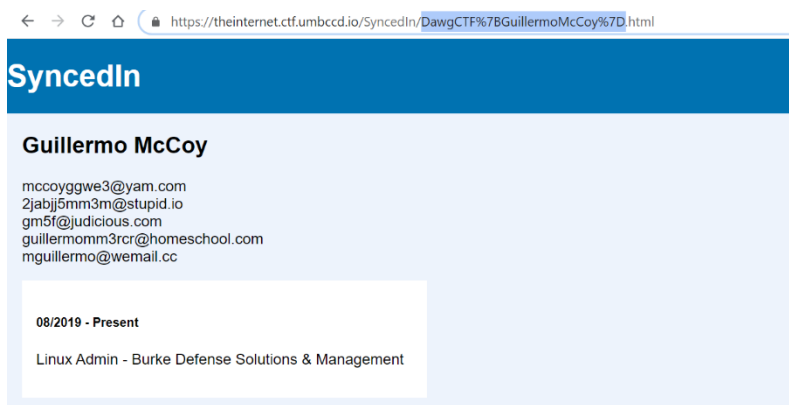 https://theinternet.ctf.umbccd.io/SyncedIn/DawgCTF%7BGuillermoMcCoy%7D.html
SyncedIn
Guillermo McCoy
mccoyggwe3@yam.com
2jabjj5mm3m@stupid.io
gm5f@judicious.com
guillermomm3rcr@homeschool.com
mguillermo@wemail.cc
08/2019 - Present
Linux Admin - Burke Defense Solutions & Management